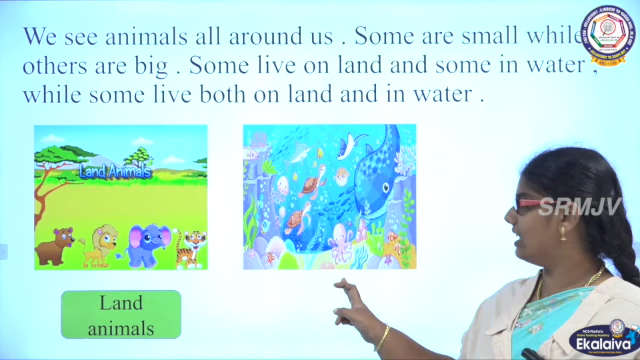 We see animals all around us . Some are small while
others are big . Some live on land and some in water ,
while some live both on land and in water .
Land Animals
SRMJV
Land
animals
Ekalaiva